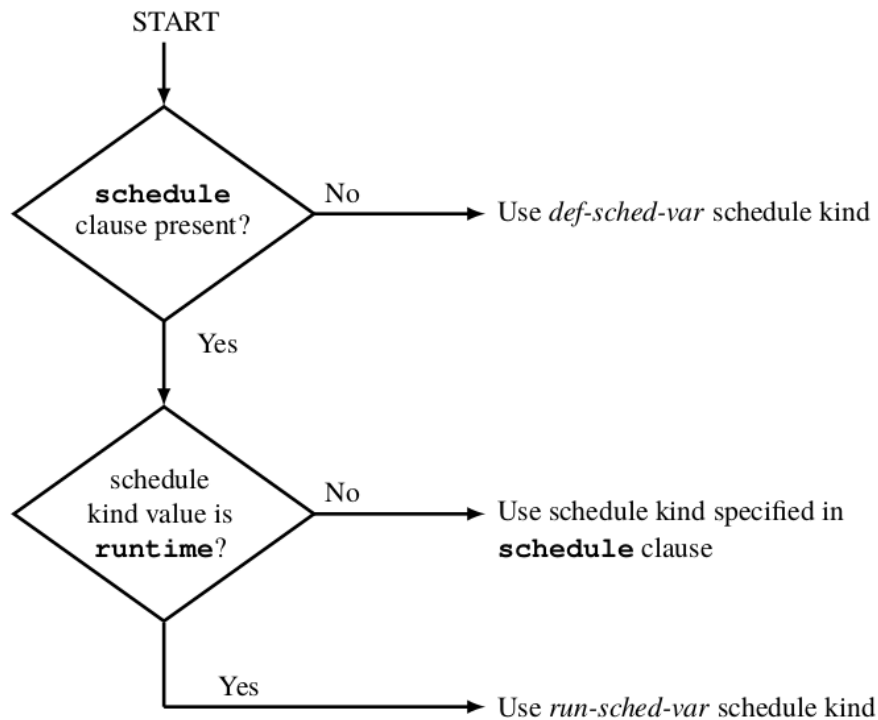 START
schedule
clause present?
No
Use def-sched-var schedule kind
Yes
schedule
kind value is
runtime?
No
Use schedule kind specified in
schedule clause
Yes
Use run-sched-var schedule kind